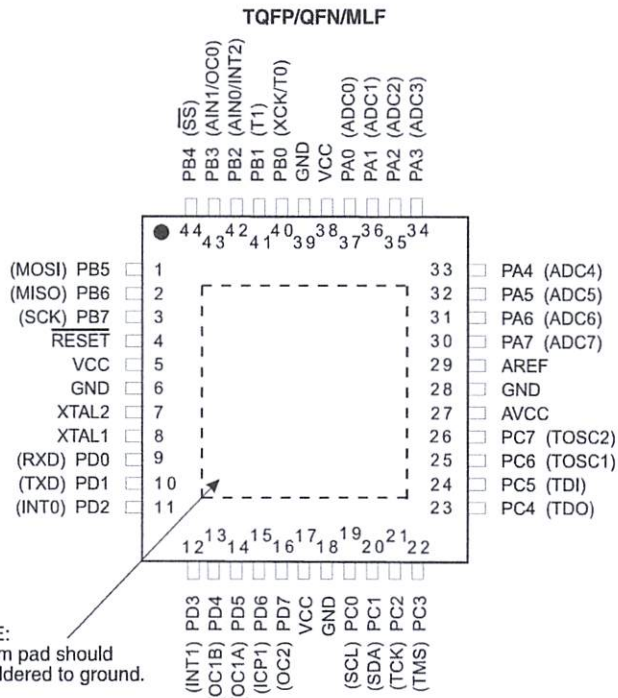 TQFP/QFN/MLF
PB4 (SS)
PB3 (AIN1/OC0)
PB2 (AIN0/INT2)
PB1 (T1)
PB0 (XCK/T0)
GND
VCC
PA0 (ADC0)
PA1 (ADC1)
PA2 (ADC2)
PA3 (ADC3)
44 43 42 41 40 39 38 37 36 35 34
(MOSI) PB5 1
(MISO) PB6 2
(SCK) PB7 3
RESET 4
VCC 5
GND 6
XTAL2 7
XTAL1 8
(RXD) PD0 9
(TXD) PD1 10
(INT0) PD2 11
33 PA4 (ADC4)
32 PA5 (ADC5)
31 PA6 (ADC6)
30 PA7 (ADC7)
29 AREF
28 GND
27 AVCC
26 PC7 (TOSC2)
25 PC6 (TOSC1)
24 PC5 (TDI)
23 PC4 (TDO)
12 13 14 15 16 17 18 19 20 21 22
(INT1) PD3
OC1B) PD4
OC1A) PD5
(ICP1) PD6
(OC2) PD7
VCC
GND
(SCL) PC0
(SDA) PC1
(TCK) PC2
(TMS) PC3
E:
m pad should
ldered to ground.